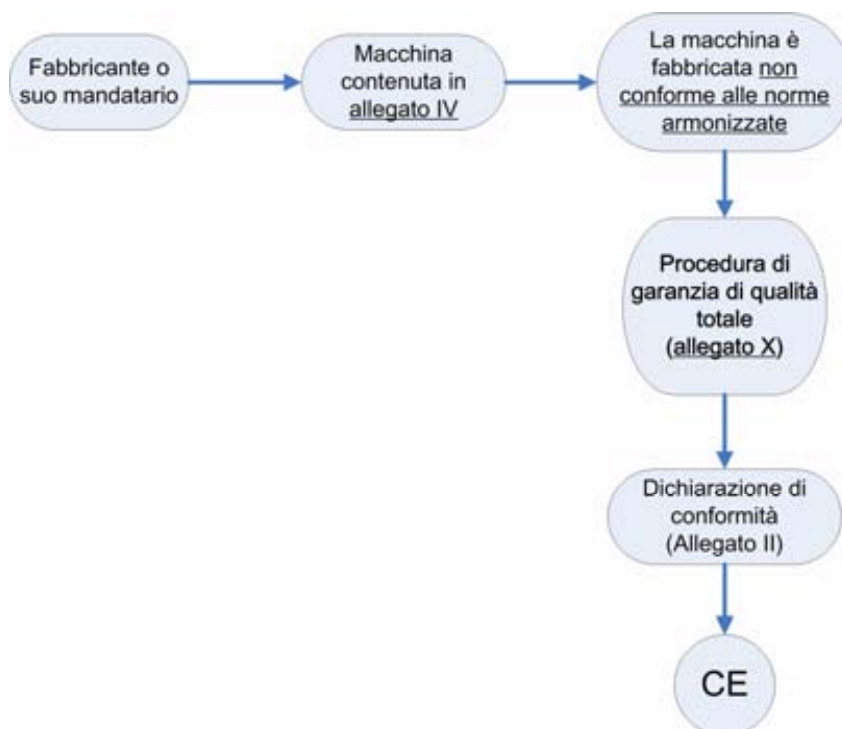 Fabbricante o
suo mandatario
Macchina
contenuta in
allegato IV
La macchina è
fabbricata non
conforme alle norme
armonizzate
Procedura di
garanzia di qualità
totale
(allegato X)
Dichiarazione di
conformità
(Allegato II)
CE